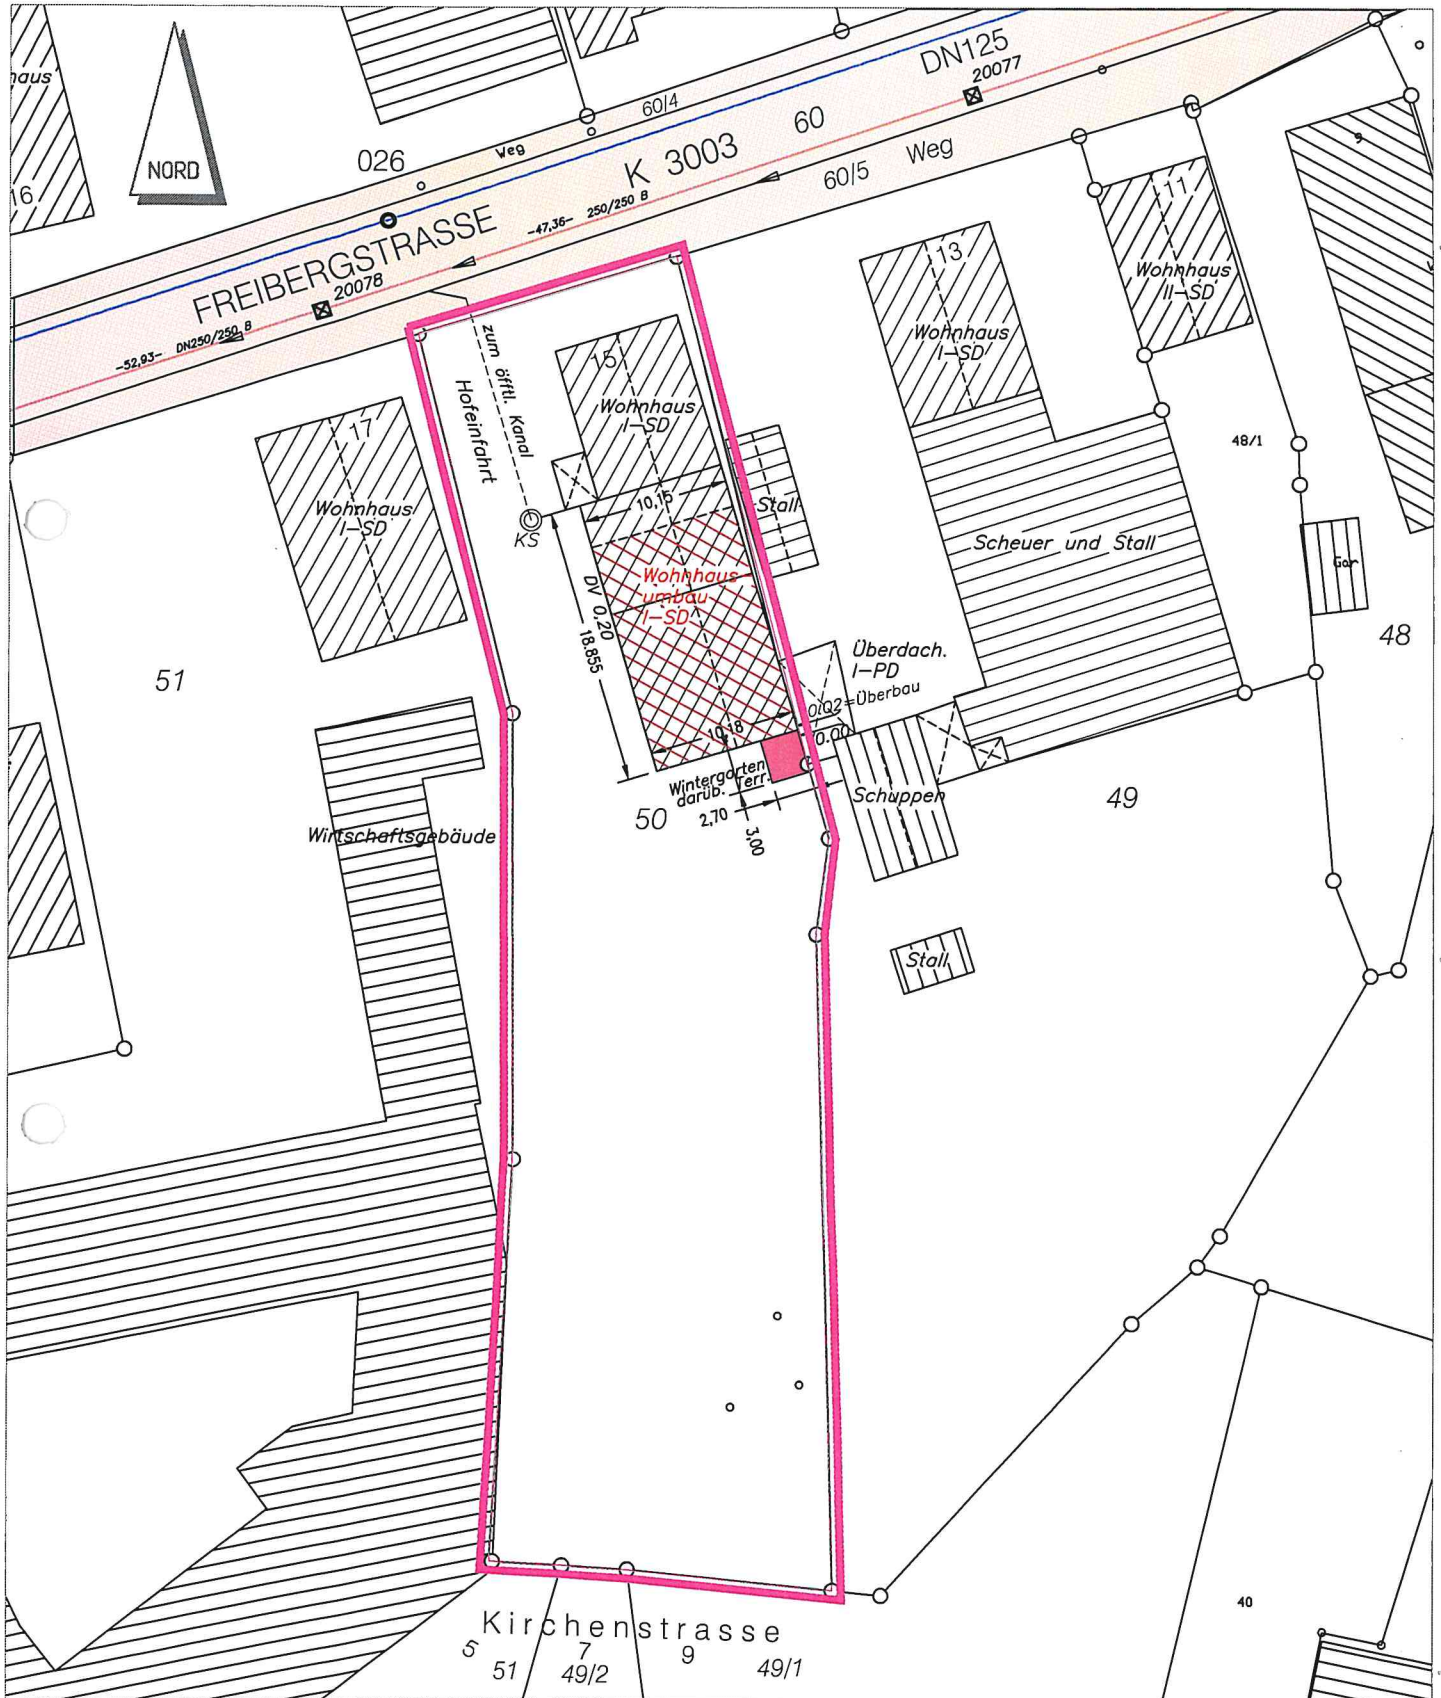 haus
16
NORD
026
Weg
60/4
K 3003
60
DN125
20077
60/5
Weg
FREIBERGSTRASSE
20078
-52,93- DN250/250 B
-47,36- 250/250 B
9
11
Wohnhaus
II-SD
13
Wohnhaus
I-SD
15
Wohnhaus
I-SD
17
Wohnhaus
I-SD
zum öfftl. Kanal
Hofeinfahrt
KS
10,15
DV 0,20
18.855
Wohnhaus
umbau
I-SD
Stall
Scheuer und Stall
48/1
Gar
48
51
Überdach.
I-PD
Überbau
0.00
10,18
Wintergarten
darüb. Terr.
2,70
3,00
50
Schuppen
49
Wirtschaftsgebäude
Stall
40
Kirchenstrasse
5
7
9
51
49/2
49/1